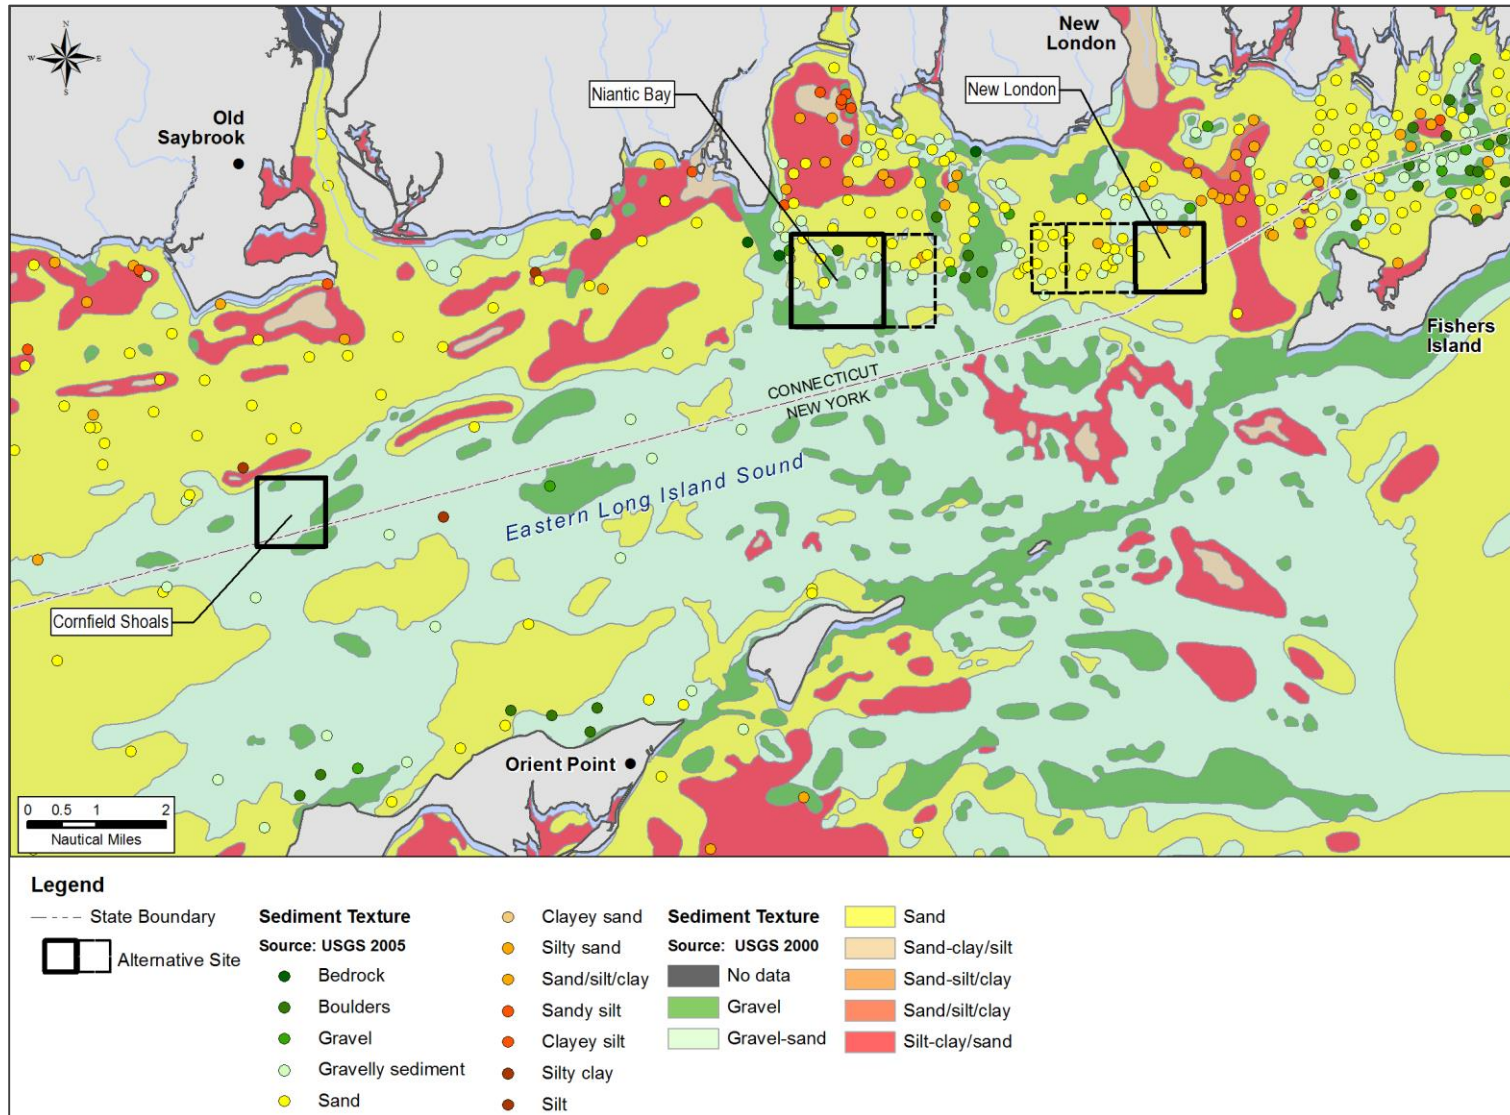 N
W
E
S
New
London
Niantic Bay
New London
Old
Saybrook
Fishers
Island
CONNECTICUT
NEW YORK
Eastern Long Island Sound
Cornfield Shoals
Orient Point
0 0.5 1 2
Nautical Miles
Legend
State Boundary
Alternative Site
Sediment Texture
Source: USGS 2005
Bedrock
Boulders
Gravel
Gravelly sediment
Sand
Clayey sand
Silty sand
Sand/silt/clay
Sandy silt
Clayey silt
Silty clay
Silt
Sediment Texture
Source: USGS 2000
No data
Gravel
Gravel-sand
Sand
Sand-clay/silt
Sand-silt/clay
Sand/silt/clay
Silt-clay/sand